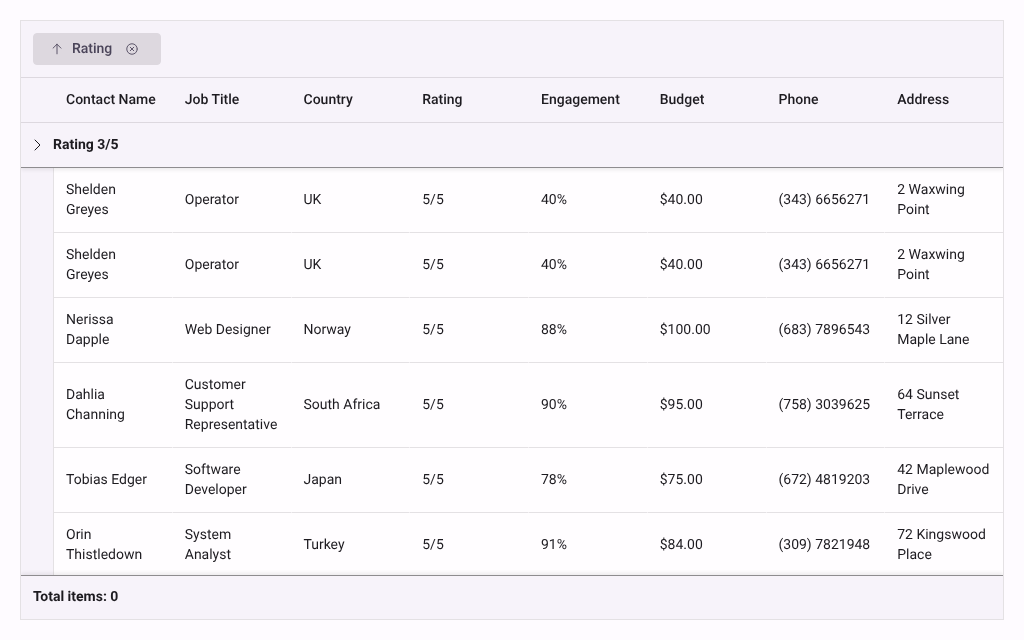 Rating
Contact Name Job Title Country Rating Engagement Budget Phone Address
Rating 3/5
Shelden Greyes Operator UK 5/5 40% $40.00 (343) 6656271 2 Waxwing Point
Shelden Greyes Operator UK 5/5 40% $40.00 (343) 6656271 2 Waxwing Point
Nerissa Dapple Web Designer Norway 5/5 88% $100.00 (683) 7896543 12 Silver Maple Lane
Dahlia Channing Customer Support Representative South Africa 5/5 90% $95.00 (758) 3039625 64 Sunset Terrace
Tobias Edger Software Developer Japan 5/5 78% $75.00 (672) 4819203 42 Maplewood Drive
Orin Thistledown System Analyst Turkey 5/5 91% $84.00 (309) 7821948 72 Kingswood Place
Total items: 0